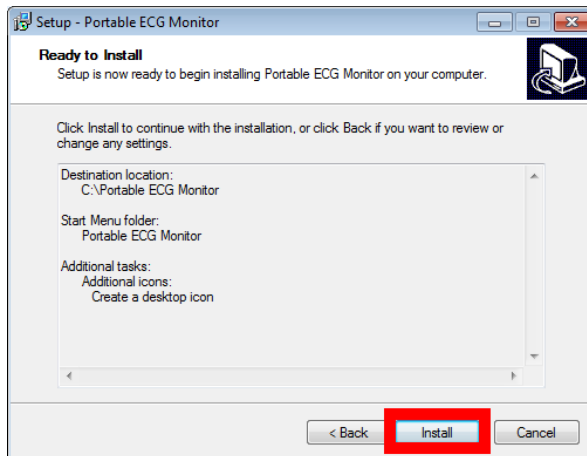 Setup - Portable ECG Monitor
Ready to Install
Setup is now ready to begin installing Portable ECG Monitor on your computer.
Click Install to continue with the installation, or click Back if you want to review or
change any settings.
Destination location:
C:\Portable ECG Monitor
Start Menu folder:
Portable ECG Monitor
Additional tasks:
Additional icons:
Create a desktop icon
< Back
Install
Cancel